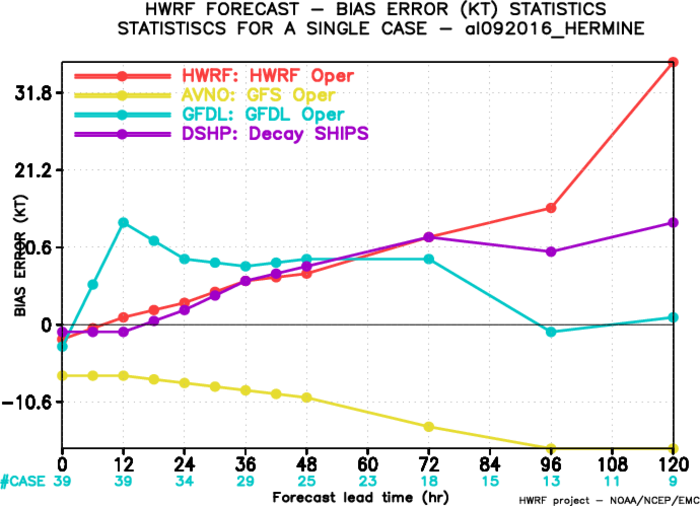 HWRF FORECAST – BIAS ERROR (KT) STATISTICS
STATISTISCS FOR A SINGLE CASE – al092016_HERMINE
HWRF: HWRF Oper
AVNO: GFS Oper
GFDL: GFDL Oper
DSHP: Decay SHIPS
BIAS ERROR (KT)
31.8
21.2
10.6
0
–10.6
0 12 24 36 48 60 72 84 96 108 120
#CASE 39 39 34 29 25 23 18 15 13 11 9
Forecast lead time (hr)
HWRF project – NOAA/NCEP/EMC